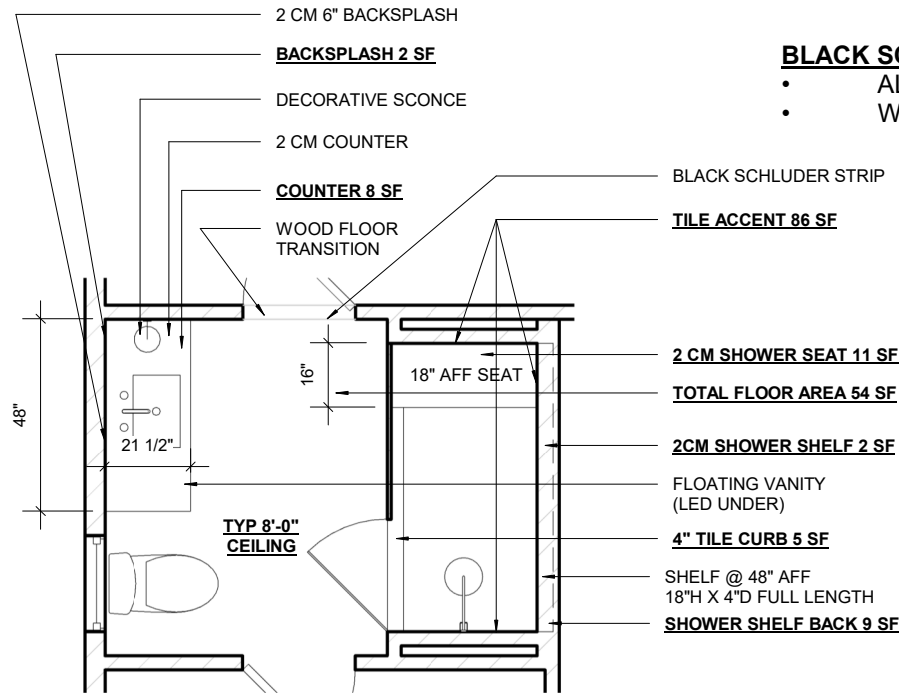 2 CM 6" BACKSPLASH
BACKSPLASH 2 SF
DECORATIVE SCONCE
2 CM COUNTER
COUNTER 8 SF
WOOD FLOOR
TRANSITION
BLACK
•
•
BLACK SCHLUDER STRIP
TILE ACCENT 86 SF
2 CM SHOWER SEAT 11 SF
TOTAL FLOOR AREA 54 SF
2CM SHOWER SHELF 2 SF
FLOATING VANITY
(LED UNDER)
4" TILE CURB 5 SF
SHELF @ 48" AFF
18"H X 4"D FULL LENGTH
SHOWER SHELF BACK 9 SF
48"
21 1/2"
16"
18" AFF SEAT
TYP 8'-0"
CEILING